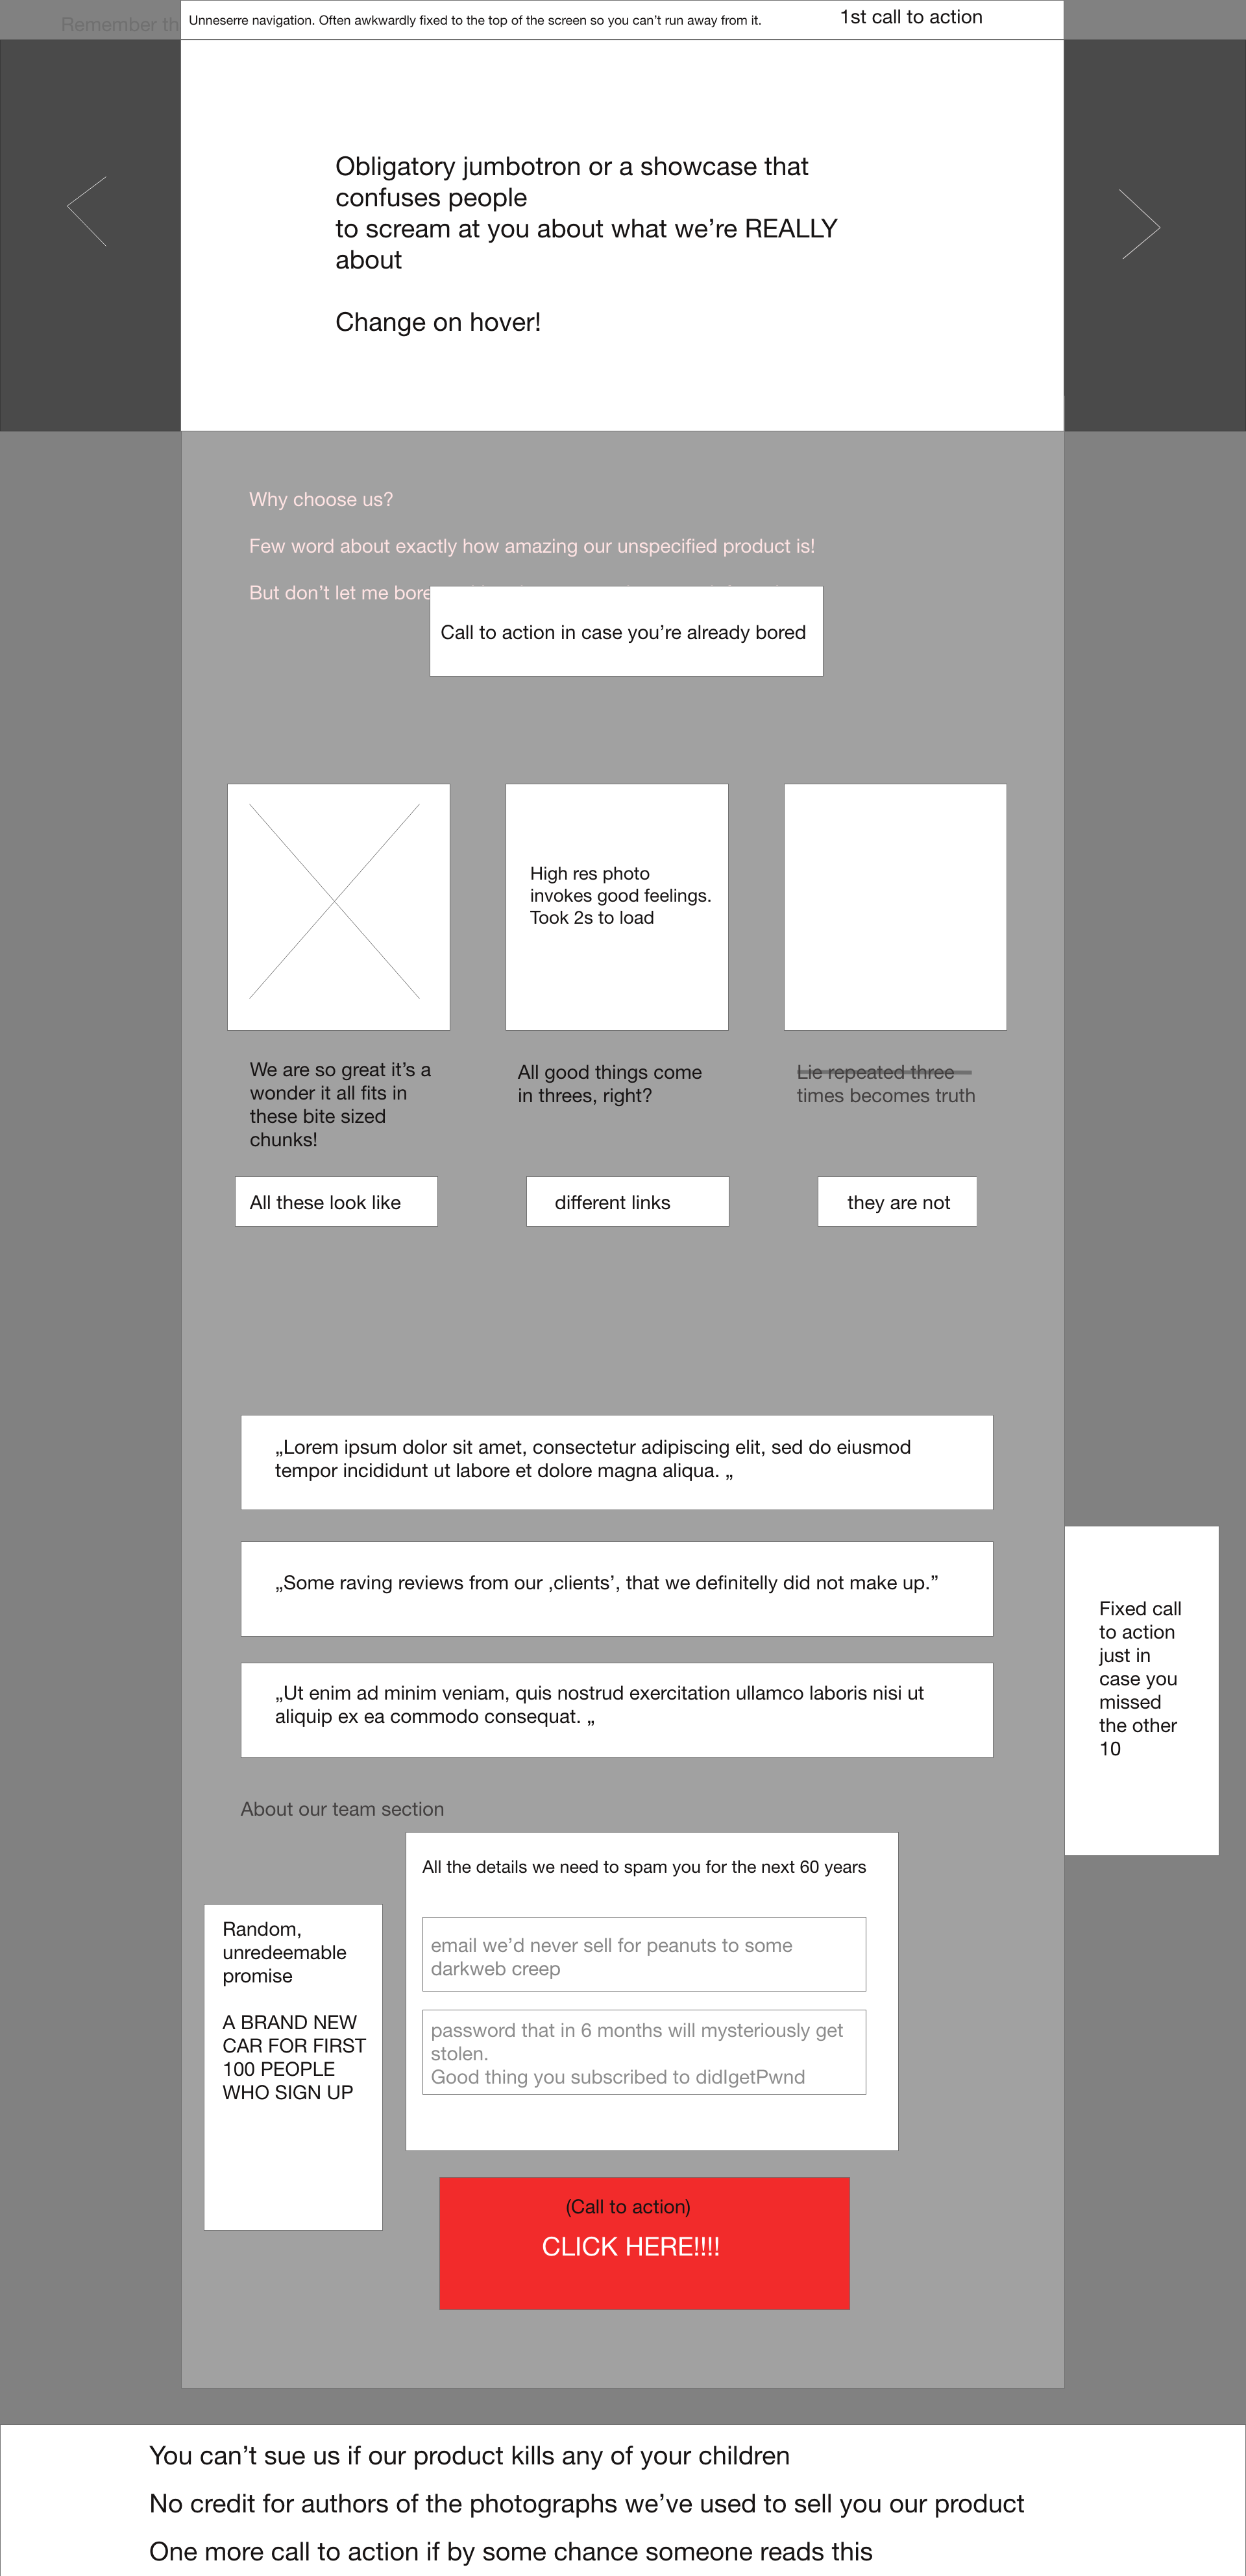 Remember th
Unneserre navigation. Often awkwardly fixed to the top of the screen so you can’t run away from it.
1st call to action
Obligatory jumbotron or a showcase that
confuses people
to scream at you about what we’re REALLY
about
Change on hover!
Why choose us?
Few word about exactly how amazing our unspecified product is!
But don’t let me bore
Call to action in case you’re already bored
High res photo
invokes good feelings.
Took 2s to load
We are so great it’s a
wonder it all fits in
these bite sized
chunks!
All good things come
in threes, right?
Lie repeated three
times becomes truth
All these look like
different links
they are not
„Lorem ipsum dolor sit amet, consectetur adipiscing elit, sed do eiusmod
tempor incididunt ut labore et dolore magna aliqua. „
„Some raving reviews from our ‚clients’, that we definitelly did not make up.”
„Ut enim ad minim veniam, quis nostrud exercitation ullamco laboris nisi ut
aliquip ex ea commodo consequat. „
Fixed call
to action
just in
case you
missed
the other
10
About our team section
All the details we need to spam you for the next 60 years
email we’d never sell for peanuts to some
darkweb creep
password that in 6 months will mysteriously get
stolen.
Good thing you subscribed to didIgetPwnd
Random,
unredeemable
promise
A BRAND NEW
CAR FOR FIRST
100 PEOPLE
WHO SIGN UP
(Call to action)
CLICK HERE!!!!
You can’t sue us if our product kills any of your children
No credit for authors of the photographs we’ve used to sell you our product
One more call to action if by some chance someone reads this